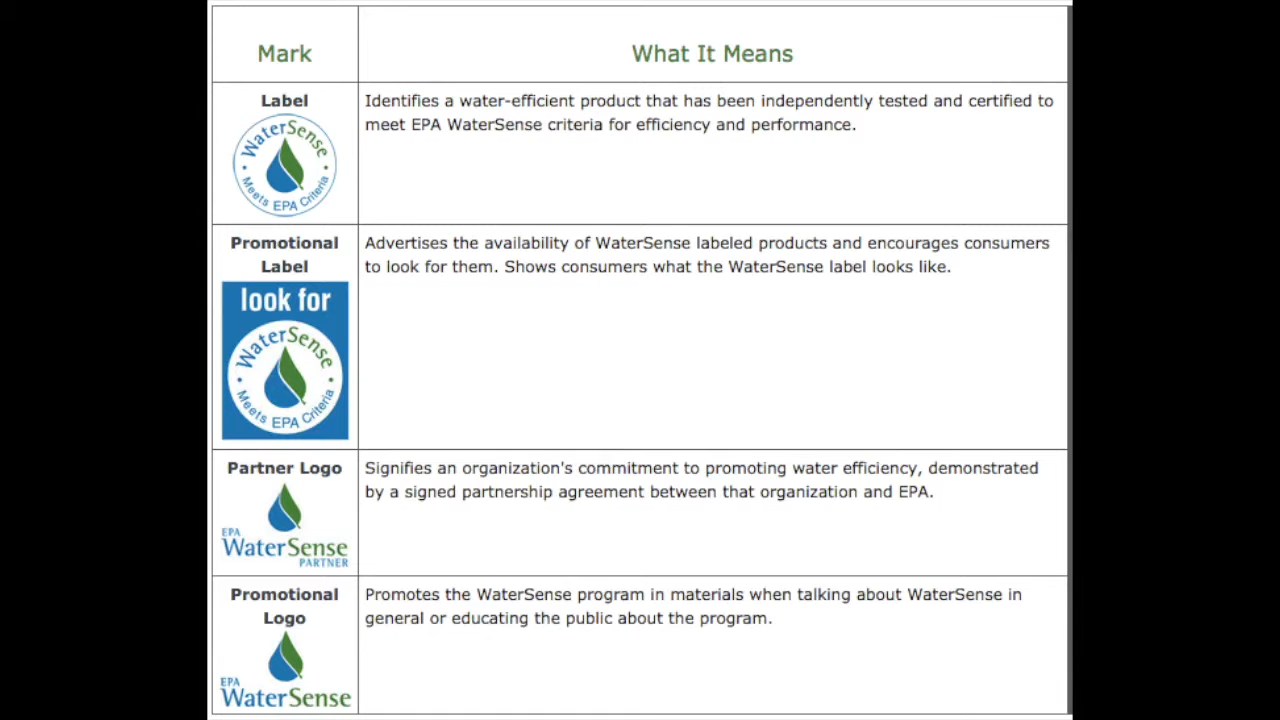 Mark
What It Means
Label
WaterSense
Meets EPA Criteria
Identifies a water-efficient product that has been independently tested and certified to
meet EPA WaterSense criteria for efficiency and performance.
Promotional
Label
look for
WaterSense
Meets EPA Criteria
Advertises the availability of WaterSense labeled products and encourages consumers
to look for them. Shows consumers what the WaterSense label looks like.
Partner Logo
EPA
WaterSense
PARTNER
Signifies an organization's commitment to promoting water efficiency, demonstrated
by a signed partnership agreement between that organization and EPA.
Promotional
Logo
EPA
WaterSense
Promotes the WaterSense program in materials when talking about WaterSense in
general or educating the public about the program.